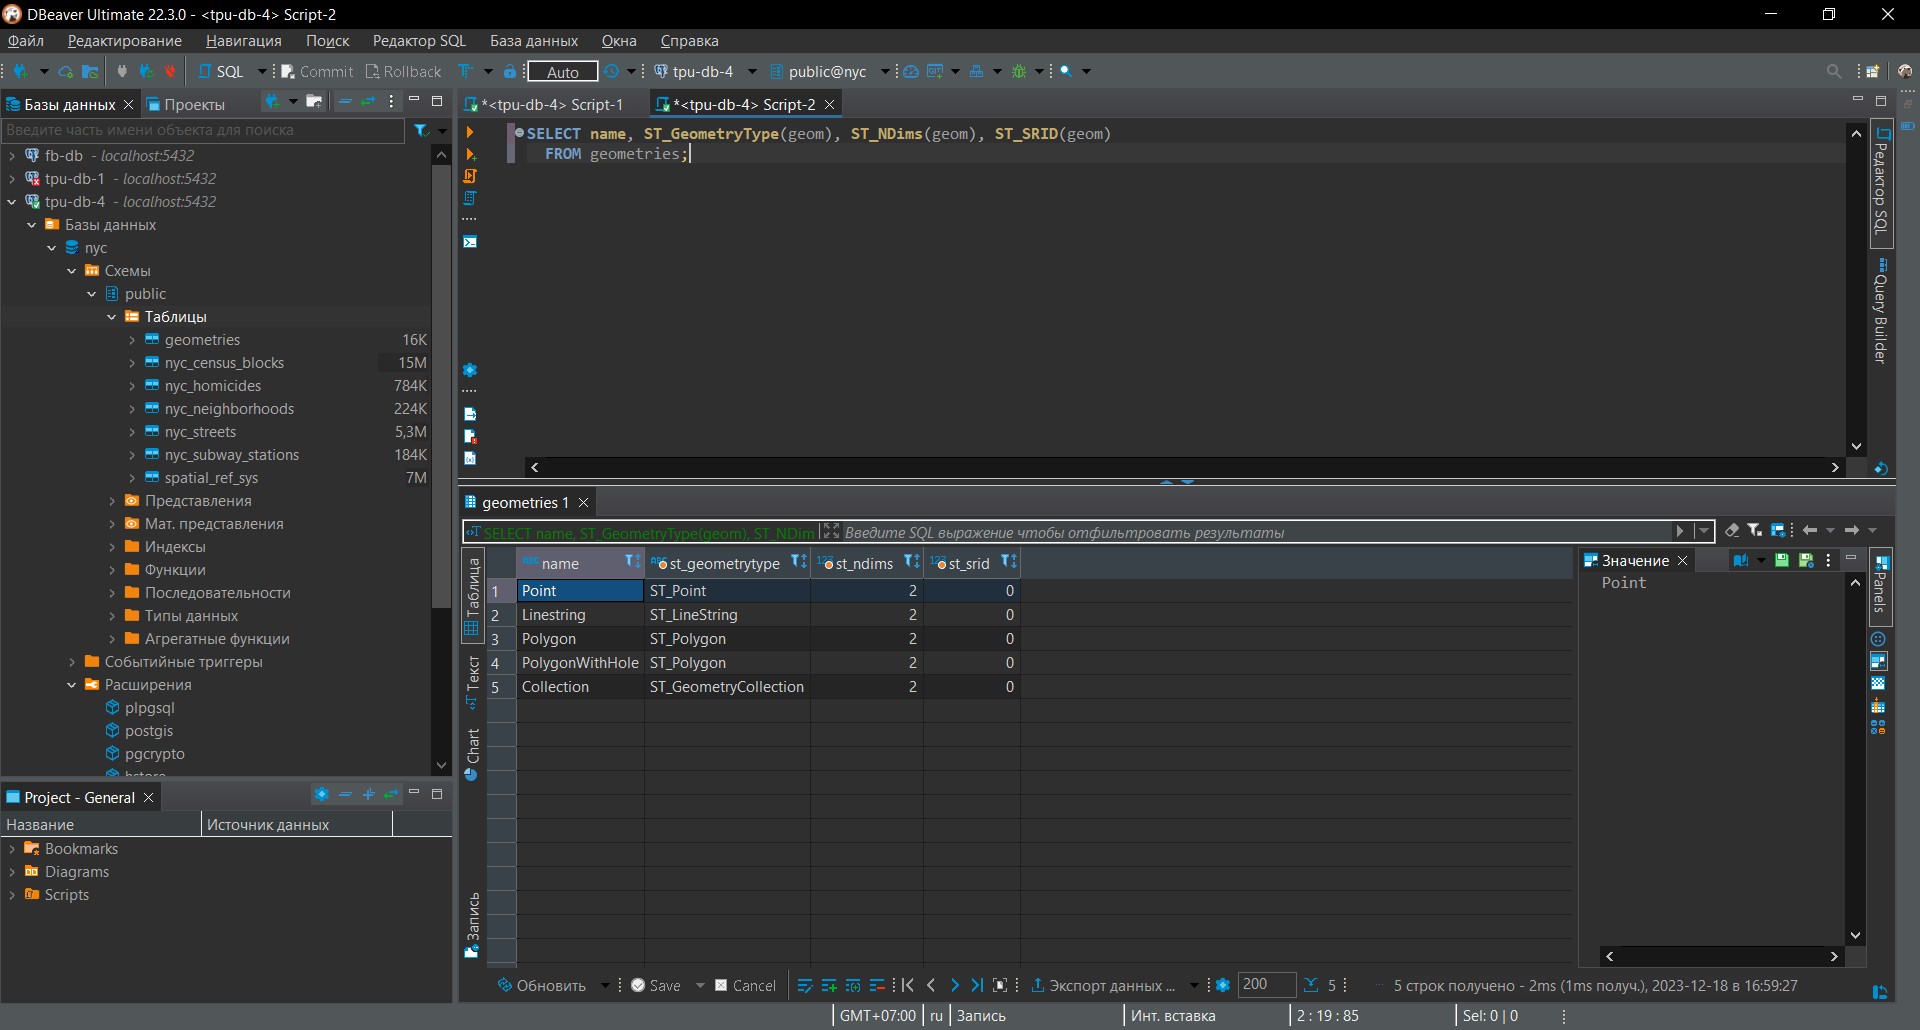 DBeaver Ultimate 22.3.0 - <tpu-db-4> Script-2
Файл Редактирование Навигация Поиск Редактор SQL База данных Окна Справка
SQL Commit Rollback Auto tpu-db-4 public@nyc
Базы данных Проекты
Введите часть имени объекта для поиска
fb-db - localhost:5432
tpu-db-1 - localhost:5432
tpu-db-4 - localhost:5432
Базы данных
nyc
Схемы
public
Таблицы
geometries 16K
nyc_census_blocks 15M
nyc_homicides 784K
nyc_neighborhoods 224K
nyc_streets 5,3M
nyc_subway_stations 184K
spatial_ref_sys 7M
Представления
Мат. представления
Индексы
Функции
Последовательности
Типы данных
Агрегатные функции
Событийные триггеры
Расширения
plpgsql
postgis
pgcrypto
Project - General
Название Источник данных
Bookmarks
Diagrams
Scripts
*<tpu-db-4> Script-1 *<tpu-db-4> Script-2
SELECT name, ST_GeometryType(geom), ST_NDims(geom), ST_SRID(geom)
FROM geometries;
Редактор SQL
Query Builder
geometries 1
SELECT name, ST_GeometryType(geom), ST_NDim Введите SQL выражение чтобы отфильтровать результаты
Таблица
Текст
Chart
Запись
name st_geometrytype st_ndims st_srid
1 Point ST_Point 2 0
2 Linestring ST_LineString 2 0
3 Polygon ST_Polygon 2 0
4 PolygonWithHole ST_Polygon 2 0
5 Collection ST_GeometryCollection 2 0
Значение
Point
Panels
Обновить Save Cancel Экспорт данных ... 200 5 5 строк получено - 2ms (1ms получ.), 2023-12-18 в 16:59:27
GMT+07:00 ru Запись Инт. вставка 2 : 19 : 85 Sel: 0 | 0